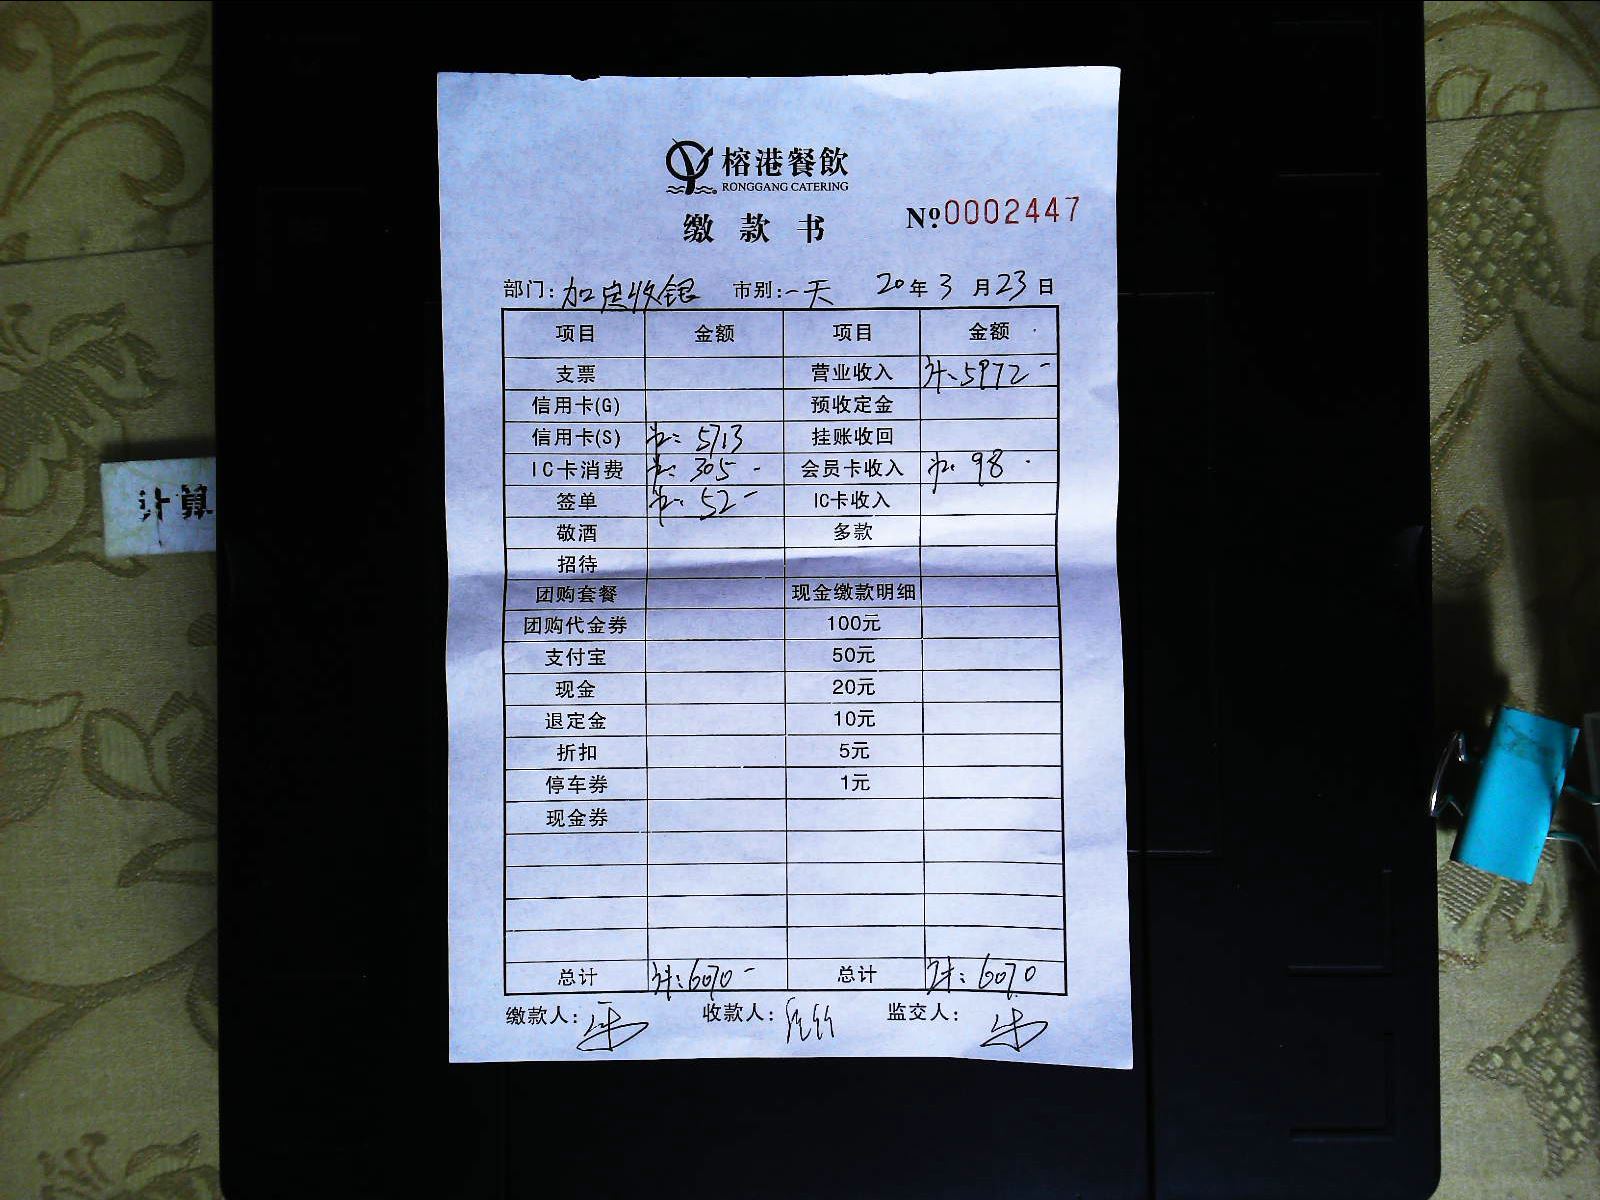 榕港餐飲
RONGGANG CATERING
缴款书 №0002447
部门: 加定收银 市别: 一天 20年3月23日
项目 金额 项目 金额
支票 营业收入 计: 5972-
信用卡(G) 预收定金
信用卡(S) 计: 5713 挂账收回
IC卡消费 计: 305- 会员卡收入 计: 98-
签单 计: 52- IC卡收入
敬酒 多款
招待
团购套餐 现金缴款明细
团购代金券 100元
支付宝 50元
现金 20元
退定金 10元
折扣 5元
停车券 1元
现金券
总计 计: 6070- 总计 计: 6070
缴款人: 收款人: 监交人:
计算